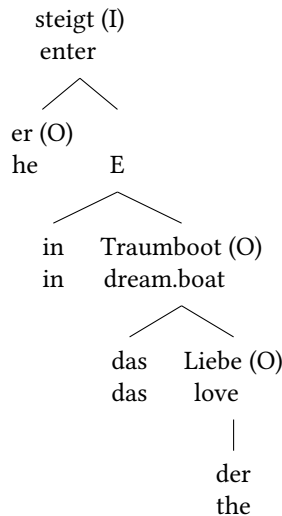 steigt (I)
enter
er (O)
he E
in Traumboot (O)
in dream.boat
das Liebe (O)
das love
der
the